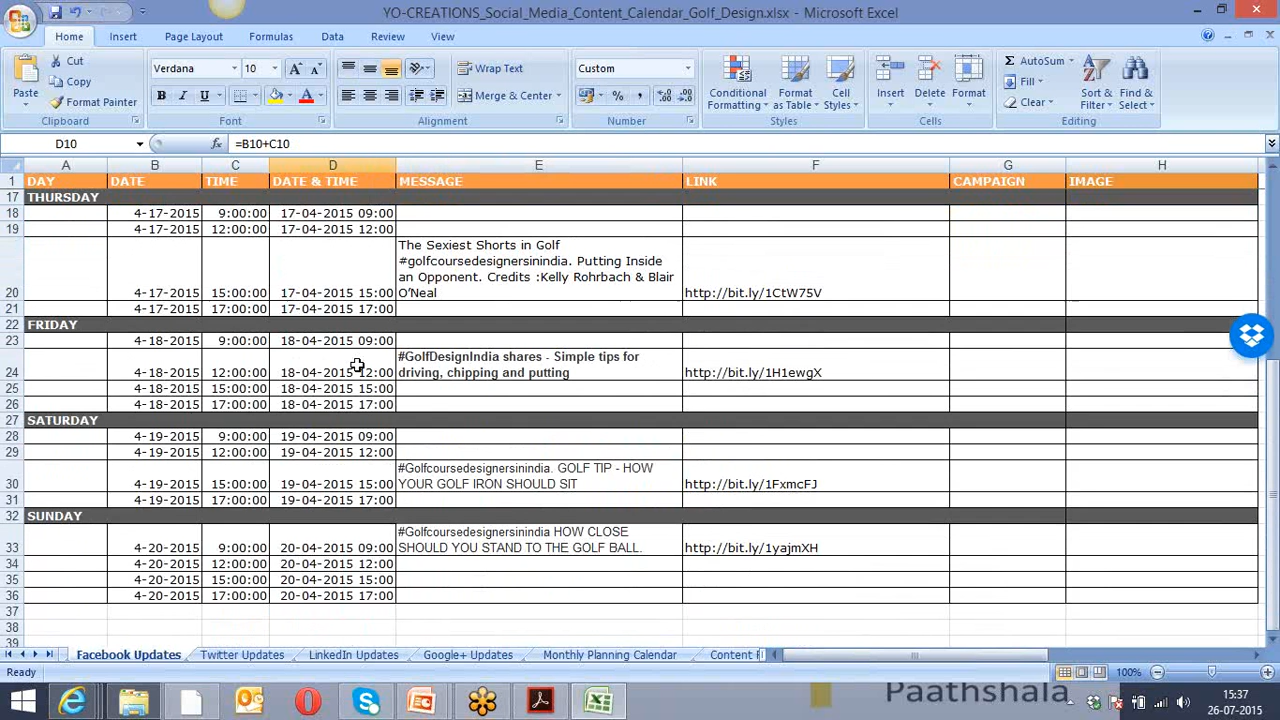 YO-CREATIONS_Social_Media_Content_Calendar_Golf_Design.xlsx - Microsoft Excel
Home Insert Page Layout Formulas Data Review View
Paste
Cut
Copy
Format Painter
Clipboard
Verdana 10
B I U
Font
Wrap Text
Merge & Center
Alignment
Custom
Number
Conditional Formatting
Format as Table
Cell Styles
Styles
Insert Delete Format
Cells
AutoSum
Fill
Clear
Sort & Filter
Find & Select
Editing
D10 =B10+C10
A B C D E F G H
1 DAY DATE TIME DATE & TIME MESSAGE LINK CAMPAIGN IMAGE
17 THURSDAY
18 4-17-2015 9:00:00 17-04-2015 09:00
19 4-17-2015 12:00:00 17-04-2015 12:00
The Sexiest Shorts in Golf
#golfcoursedesignersinindia. Putting Inside
an Opponent. Credits :Kelly Rohrbach & Blair
20 4-17-2015 15:00:00 17-04-2015 15:00 O'Neal http://bit.ly/1CtW75V
21 4-17-2015 17:00:00 17-04-2015 17:00
22 FRIDAY
23 4-18-2015 9:00:00 18-04-2015 09:00
#GolfDesignIndia shares - Simple tips for
24 4-18-2015 12:00:00 18-04-2015 12:00 driving, chipping and putting http://bit.ly/1H1ewgX
25 4-18-2015 15:00:00 18-04-2015 15:00
26 4-18-2015 17:00:00 18-04-2015 17:00
27 SATURDAY
28 4-19-2015 9:00:00 19-04-2015 09:00
29 4-19-2015 12:00:00 19-04-2015 12:00
#Golfcoursedesignersinindia. GOLF TIP - HOW
30 4-19-2015 15:00:00 19-04-2015 15:00 YOUR GOLF IRON SHOULD SIT http://bit.ly/1FxmcFJ
31 4-19-2015 17:00:00 19-04-2015 17:00
32 SUNDAY
#Golfcoursedesignersinindia HOW CLOSE
33 4-20-2015 9:00:00 20-04-2015 09:00 SHOULD YOU STAND TO THE GOLF BALL. http://bit.ly/1yajmXH
34 4-20-2015 12:00:00 20-04-2015 12:00
35 4-20-2015 15:00:00 20-04-2015 15:00
36 4-20-2015 17:00:00 20-04-2015 17:00
37
38
39
Facebook Updates Twitter Updates LinkedIn Updates Google+ Updates Monthly Planning Calendar Content
Ready 100%
Paathshala
15:37
26-07-2015